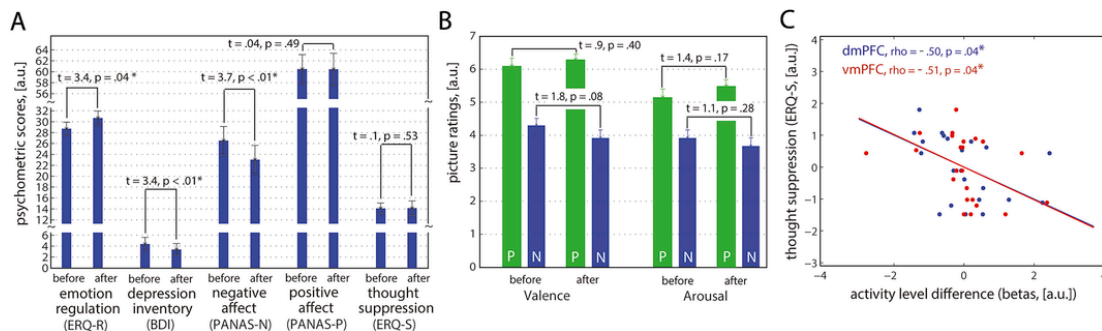 A
psychometric scores, [a.u.]
64
62
60
58
56
32
30
28
26
24
22
20
18
16
14
4
2
0
t = 3.4, p = .04 *
t = 3.4, p < .01*
t = 3.7, p < .01*
t = .04, p = .49
t = .1, p = .53
before after before after before after before after before after
emotion regulation (ERQ-R)
depression inventory (BDI)
negative affect (PANAS-N)
positive affect (PANAS-P)
thought suppression (ERQ-S)
B
picture ratings, [a.u.]
7
6
5
4
3
2
1
0
t = .9, p = .40
t = 1.8, p = .08
t = 1.4, p = .17
t = 1.1, p = .28
P N P N P N P N
before after before after
Valence Arousal
C
thought suppression (ERQ-S, [a.u.])
4
3
2
1
0
−1
−2
−3
dmPFC, rho = - .50, p = .04*
vmPFC, rho = - .51, p = .04*
−4 −2 0 2 4
activity level difference (betas, [a.u.])